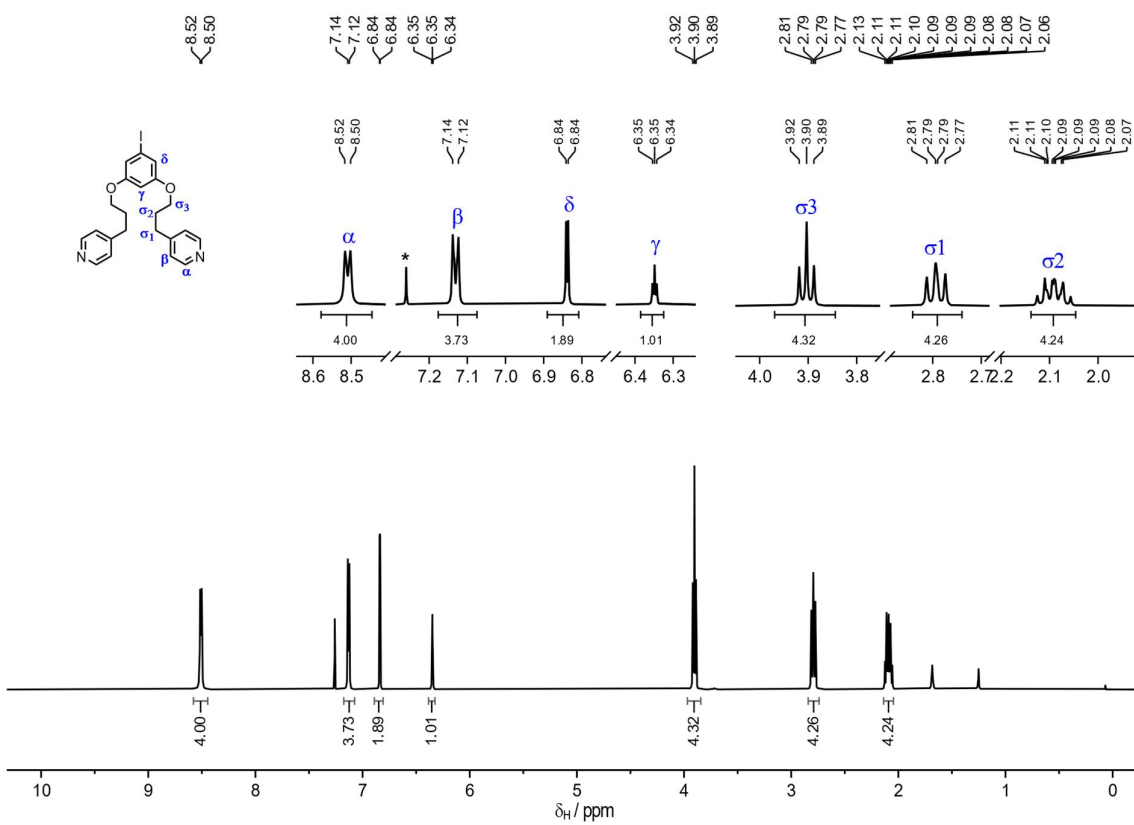 8.52 8.50 7.14 7.12 6.84 6.84 6.35 6.35 6.34 3.92 3.90 3.89 2.81 2.79 2.79 2.77 2.13 2.11 2.11 2.10 2.09 2.09 2.09 2.08 2.08 2.07 2.06
8.52 8.50 7.14 7.12 6.84 6.84 6.35 6.35 6.34 3.92 3.90 3.89 2.81 2.79 2.79 2.77 2.11 2.11 2.10 2.09 2.09 2.09 2.08 2.07
I
δ
O γ O
σ2 σ3
σ1
N β N
α
α * β δ γ σ3 σ1 σ2
4.00 3.73 1.89 1.01 4.32 4.26 4.24
8.6 8.5 7.2 7.1 7.0 6.9 6.8 6.4 6.3 4.0 3.9 3.8 2.8 2.7 2.2 2.1 2.0
4.00 3.73 1.89 1.01 4.32 4.26 4.24
10 9 8 7 6 5 4 3 2 1 0
δH / ppm